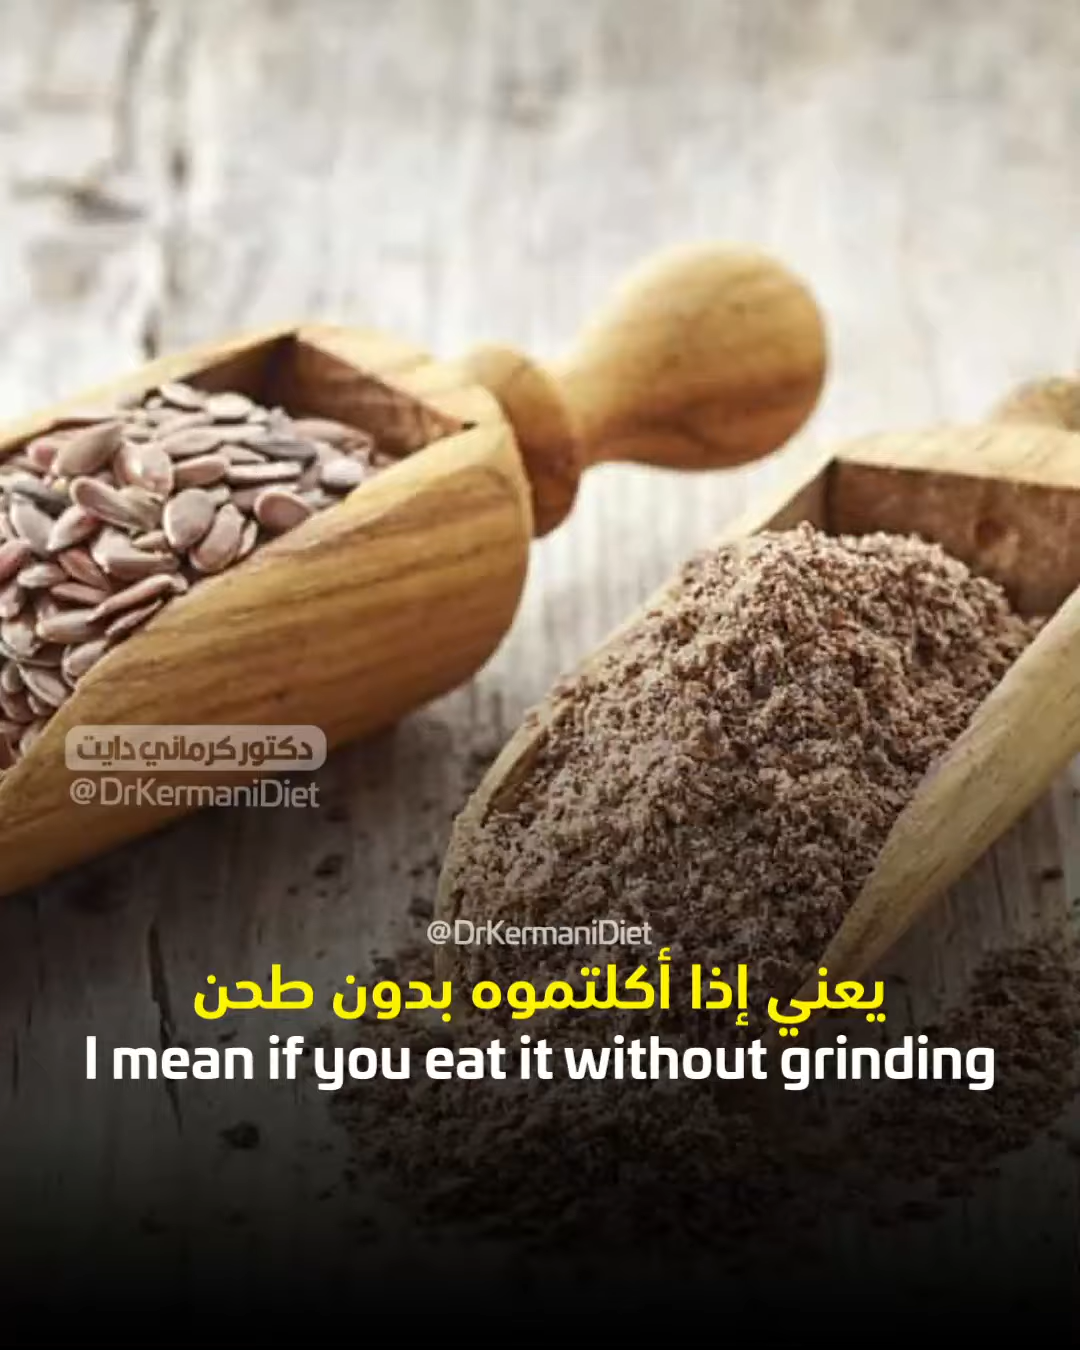 دكتور كرماني دايت
@DrKermaniDiet
@DrKermaniDiet
يعني إذا أكلتموه بدون طحن
I mean if you eat it without grinding